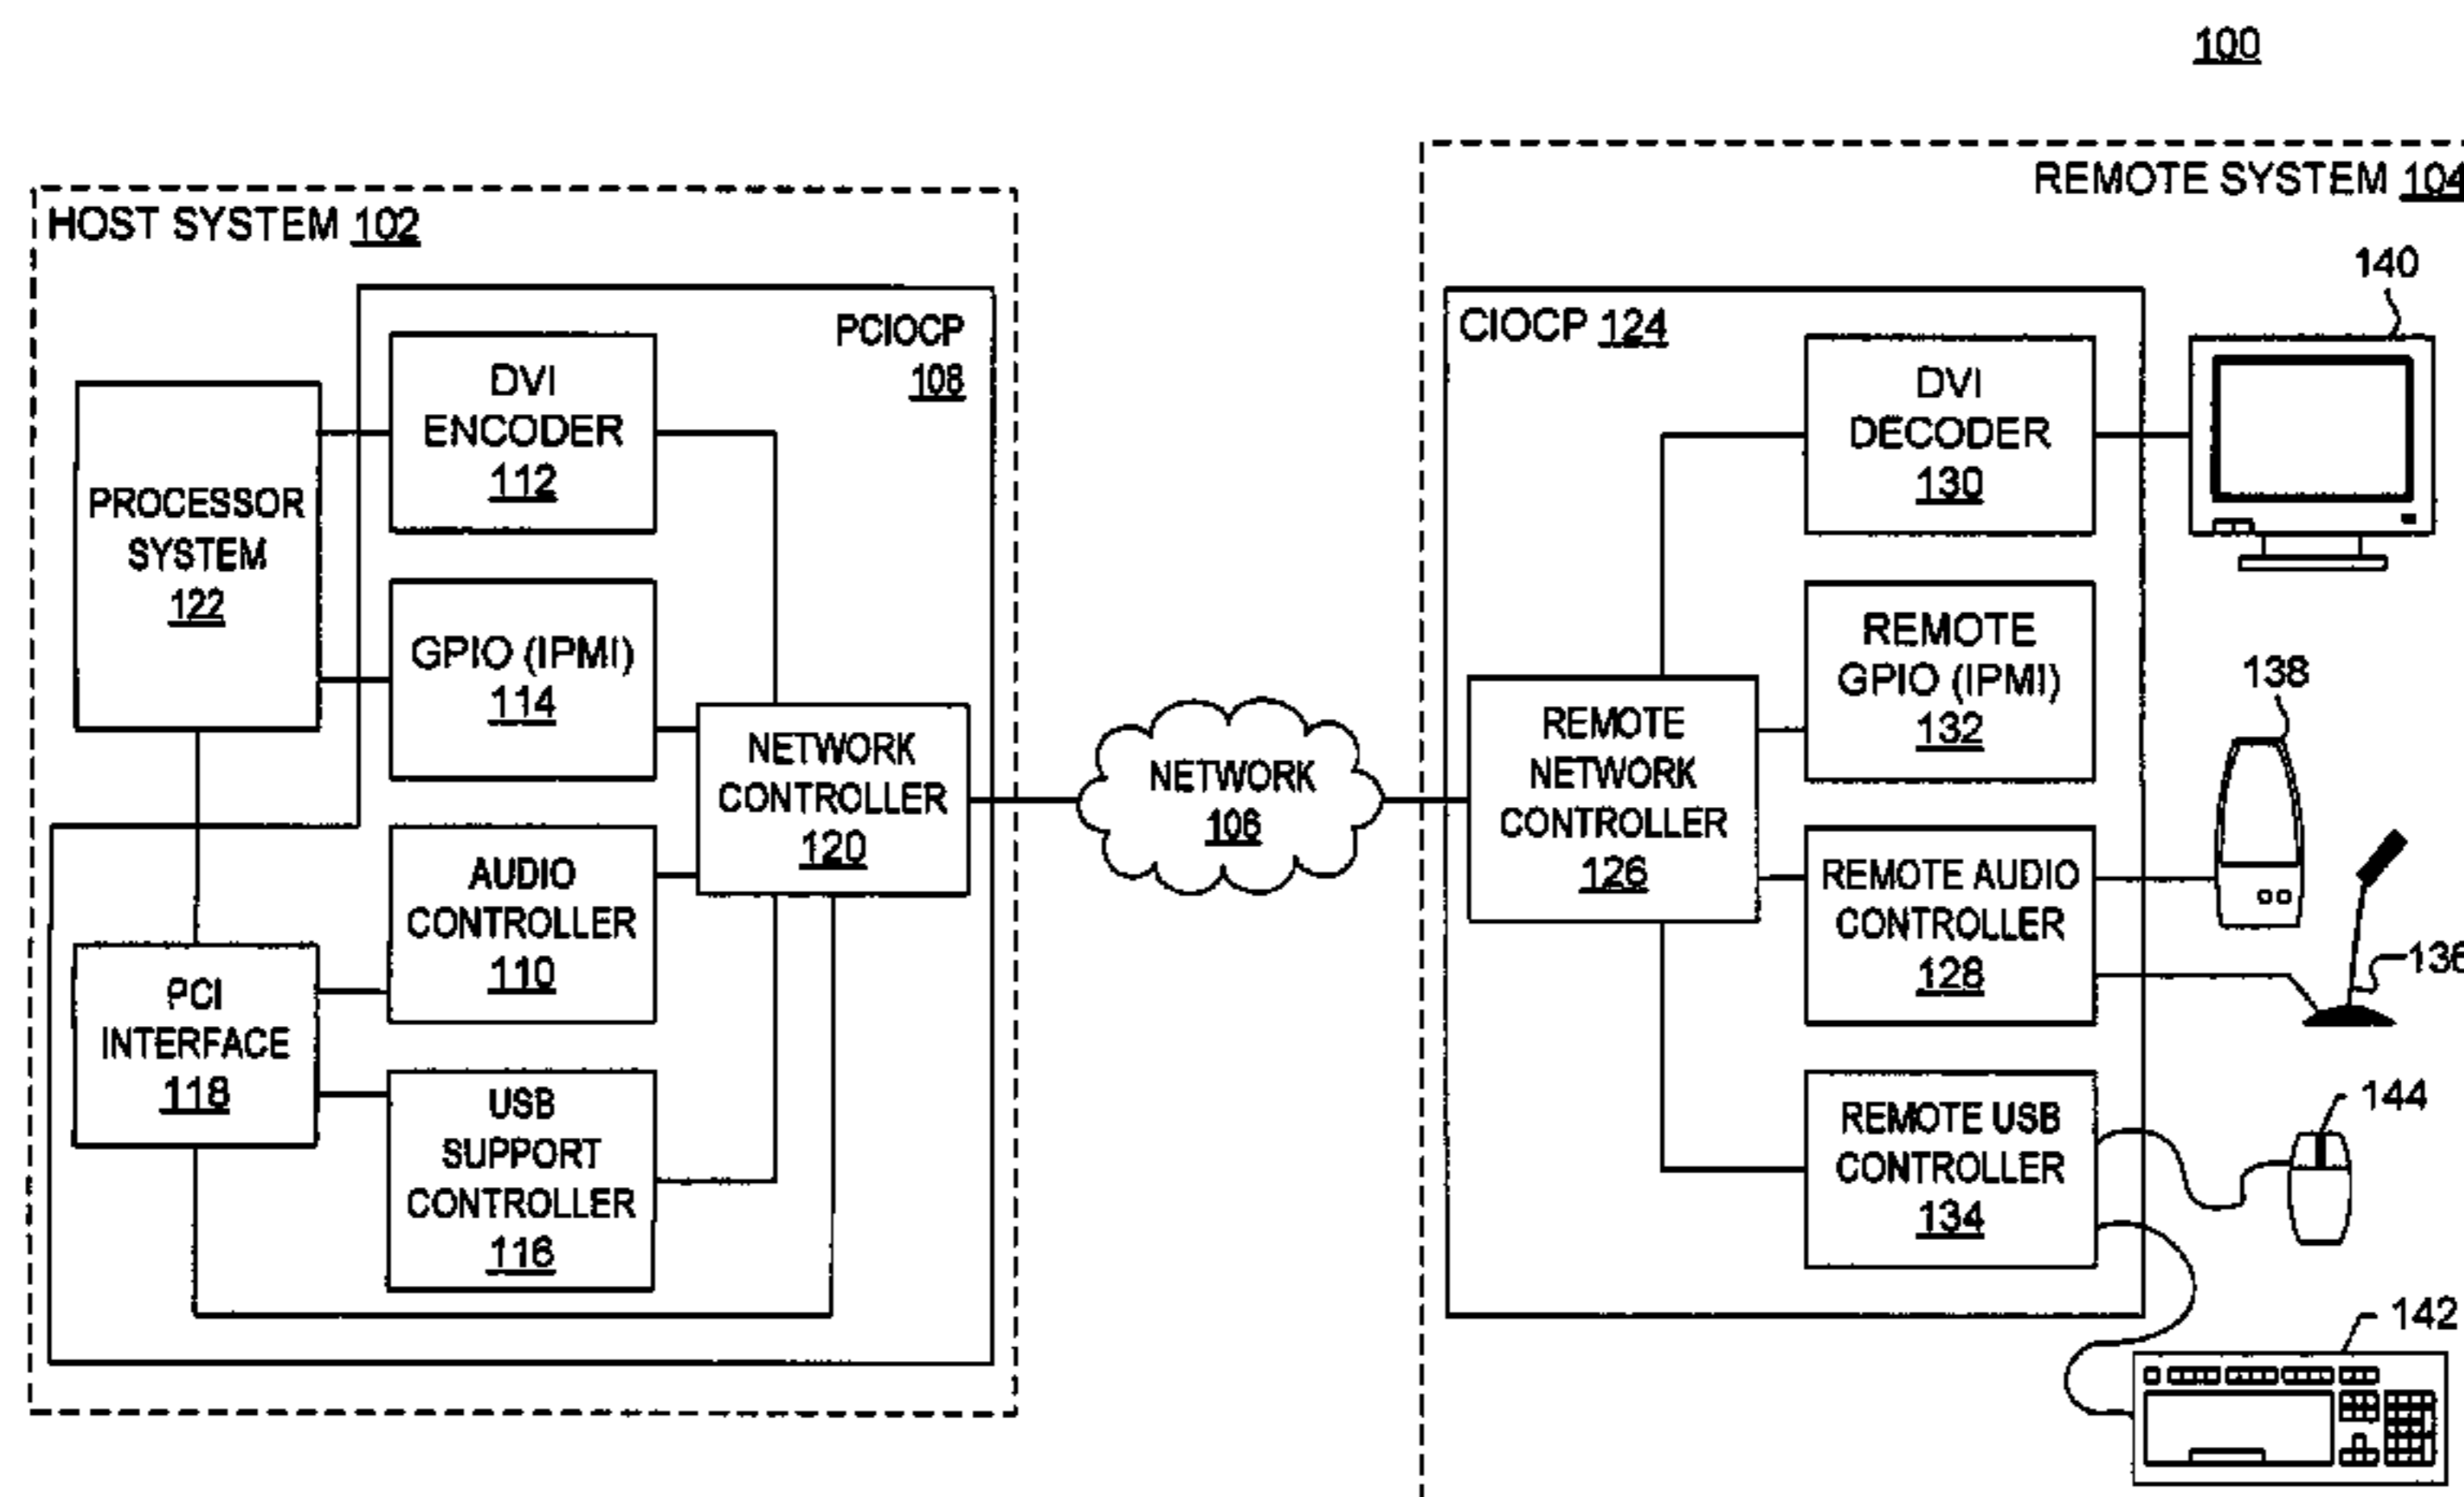 100
HOST SYSTEM 102
PCIOCP
108
DVI
ENCODER
112
PROCESSOR
SYSTEM
122
GPIO (IPMI)
114
NETWORK
CONTROLLER
120
AUDIO
CONTROLLER
110
PCI
INTERFACE
118
USB
SUPPORT
CONTROLLER
116
NETWORK
106
REMOTE SYSTEM 104
CIOCP 124
DVI
DECODER
130
REMOTE
GPIO (IPMI)
132
REMOTE
NETWORK
CONTROLLER
126
REMOTE AUDIO
CONTROLLER
128
REMOTE USB
CONTROLLER
134
140
138
136
144
142